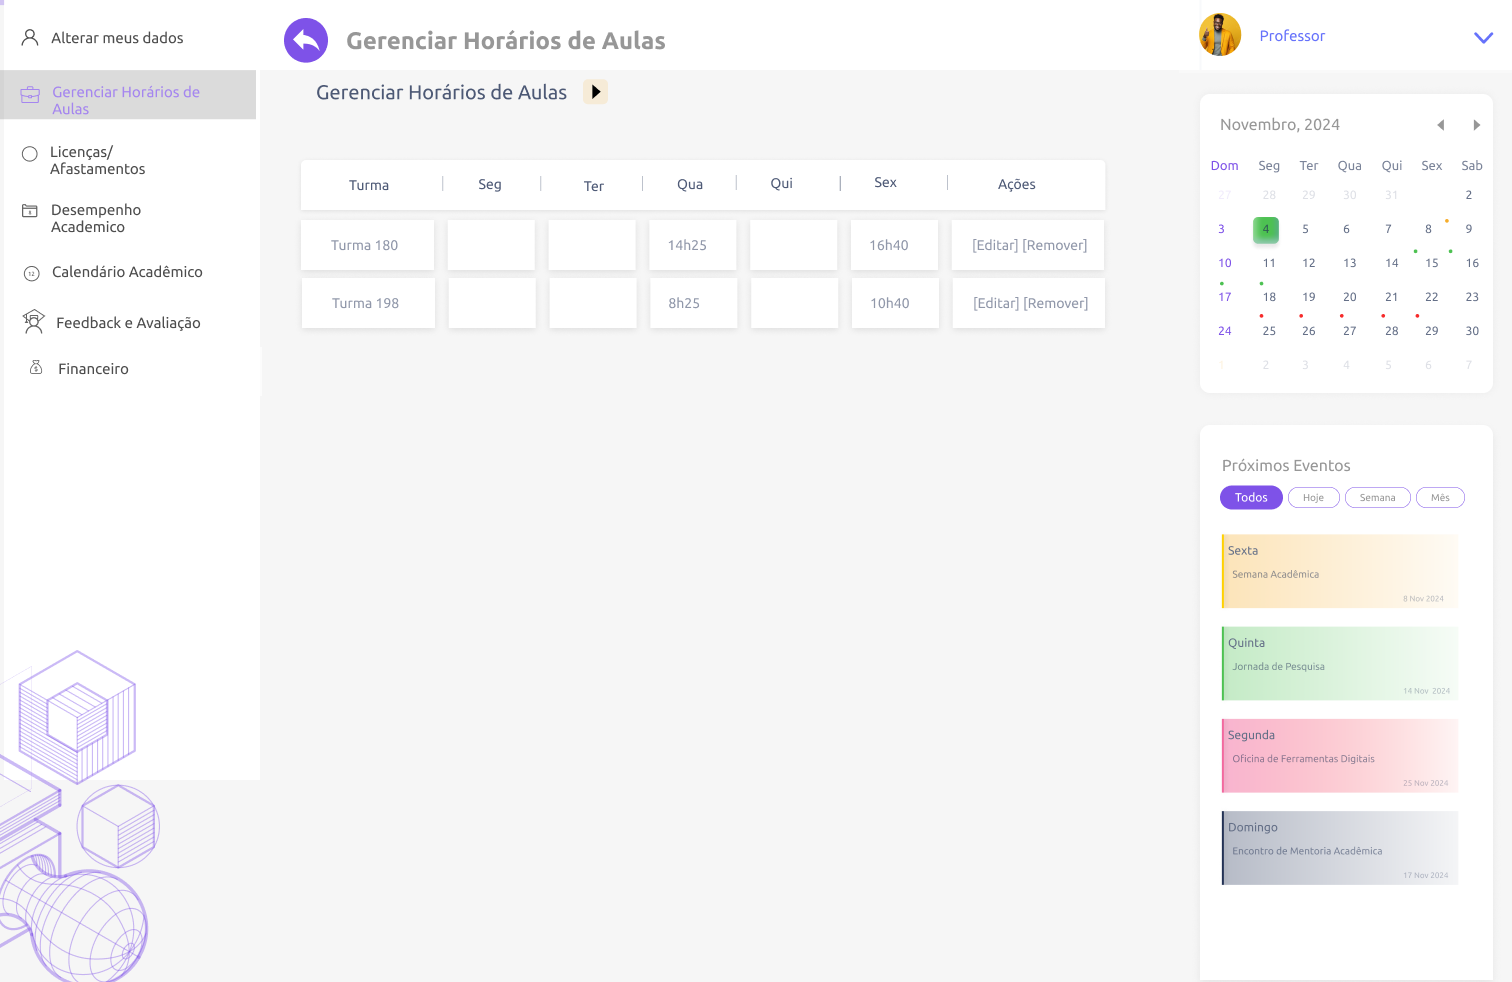 Alterar meus dados
Gerenciar Horários de
Aulas
Licenças/
Afastamentos
Desempenho
Academico
12
Calendário Acadêmico
Feedback e Avaliação
$
Financeiro
Gerenciar Horários de Aulas
Professor
Gerenciar Horários de Aulas
Turma | Seg | Ter | Qua | Qui | Sex | Ações
Turma 180 14h25 16h40 [Editar] [Remover]
Turma 198 8h25 10h40 [Editar] [Remover]
Novembro, 2024
Dom Seg Ter Qua Qui Sex Sab
27 28 29 30 31 2
3 4 5 6 7 8 9
10 11 12 13 14 15 16
17 18 19 20 21 22 23
24 25 26 27 28 29 30
1 2 3 4 5 6 7
Próximos Eventos
Todos Hoje Semana Mês
Sexta
Semana Acadêmica
8 Nov 2024
Quinta
Jornada de Pesquisa
14 Nov 2024
Segunda
Oficina de Ferramentas Digitais
25 Nov 2024
Domingo
Encontro de Mentoria Acadêmica
17 Nov 2024